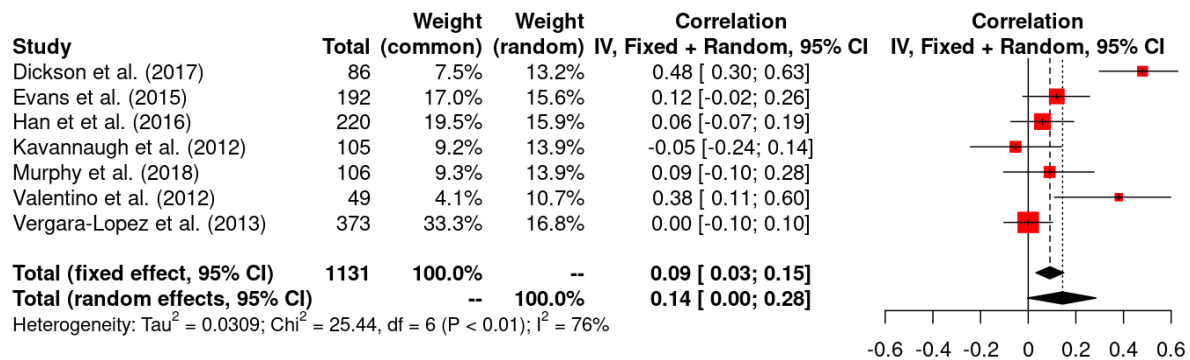 Weight Weight Correlation Correlation
Study Total (common) (random) IV, Fixed + Random, 95% CI IV, Fixed + Random, 95% CI
Dickson et al. (2017) 86 7.5% 13.2% 0.48 [ 0.30; 0.63]
Evans et al. (2015) 192 17.0% 15.6% 0.12 [-0.02; 0.26]
Han et et al. (2016) 220 19.5% 15.9% 0.06 [-0.07; 0.19]
Kavannaugh et al. (2012) 105 9.2% 13.9% -0.05 [-0.24; 0.14]
Murphy et al. (2018) 106 9.3% 13.9% 0.09 [-0.10; 0.28]
Valentino et al. (2012) 49 4.1% 10.7% 0.38 [ 0.11; 0.60]
Vergara-Lopez et al. (2013) 373 33.3% 16.8% 0.00 [-0.10; 0.10]
Total (fixed effect, 95% CI) 1131 100.0% -- 0.09 [ 0.03; 0.15]
Total (random effects, 95% CI) -- 100.0% 0.14 [ 0.00; 0.28]
Heterogeneity: Tau² = 0.0309; Chi² = 25.44, df = 6 (P < 0.01); I² = 76%
-0.6 -0.4 -0.2 0 0.2 0.4 0.6